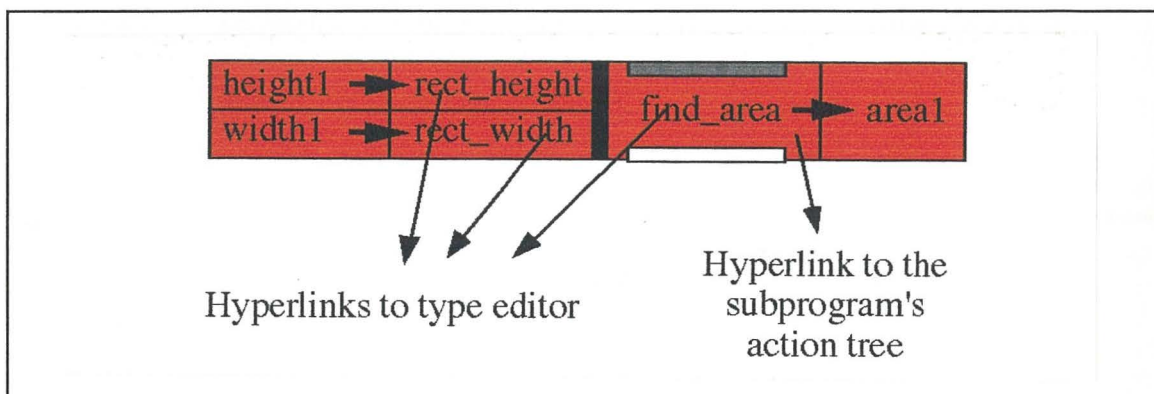 height1 rect_height
width1 rect_width
find_area area1
Hyperlinks to type editor
Hyperlink to the
subprogram's
action tree